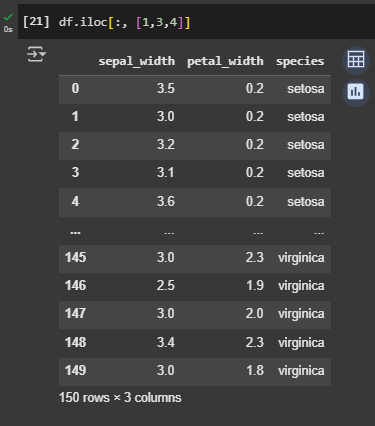 [21] df.iloc[:, [1,3,4]]
0s
sepal_width petal_width species
0 3.5 0.2 setosa
1 3.0 0.2 setosa
2 3.2 0.2 setosa
3 3.1 0.2 setosa
4 3.6 0.2 setosa
... ... ... ...
145 3.0 2.3 virginica
146 2.5 1.9 virginica
147 3.0 2.0 virginica
148 3.4 2.3 virginica
149 3.0 1.8 virginica
150 rows × 3 columns